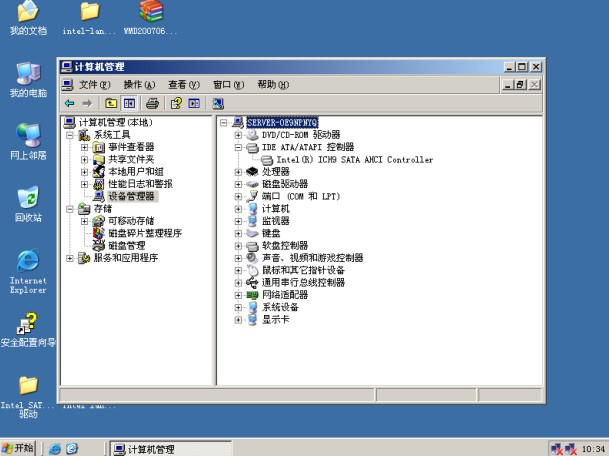 我的文档
intel-lan...
WMD200706...
我的电脑
网上邻居
回收站
Internet
Explorer
安全配置向导
Intel SAT...
驱动
计算机管理
文件(F) 操作(A) 查看(V) 窗口(W) 帮助(H)
计算机管理(本地)
系统工具
事件查看器
共享文件夹
本地用户和组
性能日志和警报
设备管理器
存储
可移动存储
磁盘碎片整理程序
磁盘管理
服务和应用程序
SERVER-OE9NPNYQ
DVD/CD-ROM 驱动器
IDE ATA/ATAPI 控制器
Intel(R) ICH9 SATA AHCI Controller
处理器
磁盘驱动器
端口 (COM 和 LPT)
计算机
监视器
键盘
软盘控制器
声音、视频和游戏控制器
鼠标和其它指针设备
通用串行总线控制器
网络适配器
系统设备
显示卡
开始
计算机管理
10:34